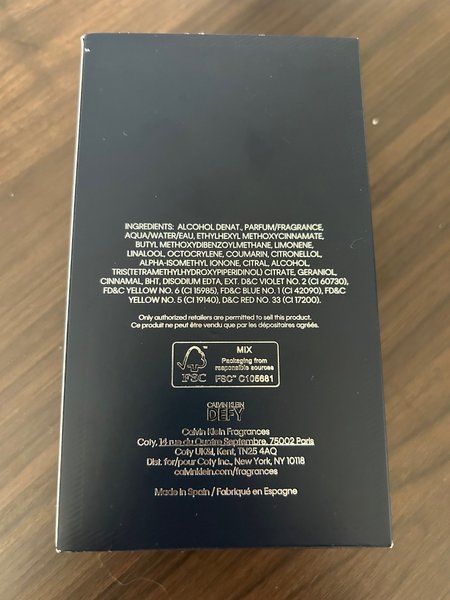 INGREDIENTS: ALCOHOL DENAT., PARFUM/FRAGRANCE,
AQUA/WATER/EAU, ETHYLHEXYL METHOXYCINNAMATE,
BUTYL METHOXYDIBENZOYLMETHANE, LIMONENE,
LINALOOL, OCTOCRYLENE, COUMARIN, CITRONELLOL,
ALPHA-ISOMETHYL IONONE, CITRAL, ALCOHOL,
TRIS(TETRAMETHYLHYDROXYPIPERIDINOL) CITRATE, GERANIOL,
CINNAMAL, BHT, DISODIUM EDTA, EXT. D&C VIOLET NO. 2 (CI 60730),
FD&C YELLOW NO. 6 (CI 15985), FD&C BLUE NO. 1 (CI 42090), FD&C
YELLOW NO. 5 (CI 19140), D&C RED NO. 33 (CI 17200).
Only authorized retailers are permitted to sell this product.
Ce produit ne peut être vendu que par les dépositaires agréés.
MIX
Packaging from
responsible sources
FSC™ C105681
FSC
CALVIN KLEIN
DEFY
Calvin Klein Fragrances
Coty, 14 rue du Quatre Septembre, 75002 Paris
Coty UK&I, Kent, TN25 4AQ
Dist. for/pour Coty Inc., New York, NY 10118
calvinklein.com/fragrances
Made in Spain / Fabriqué en Espagne